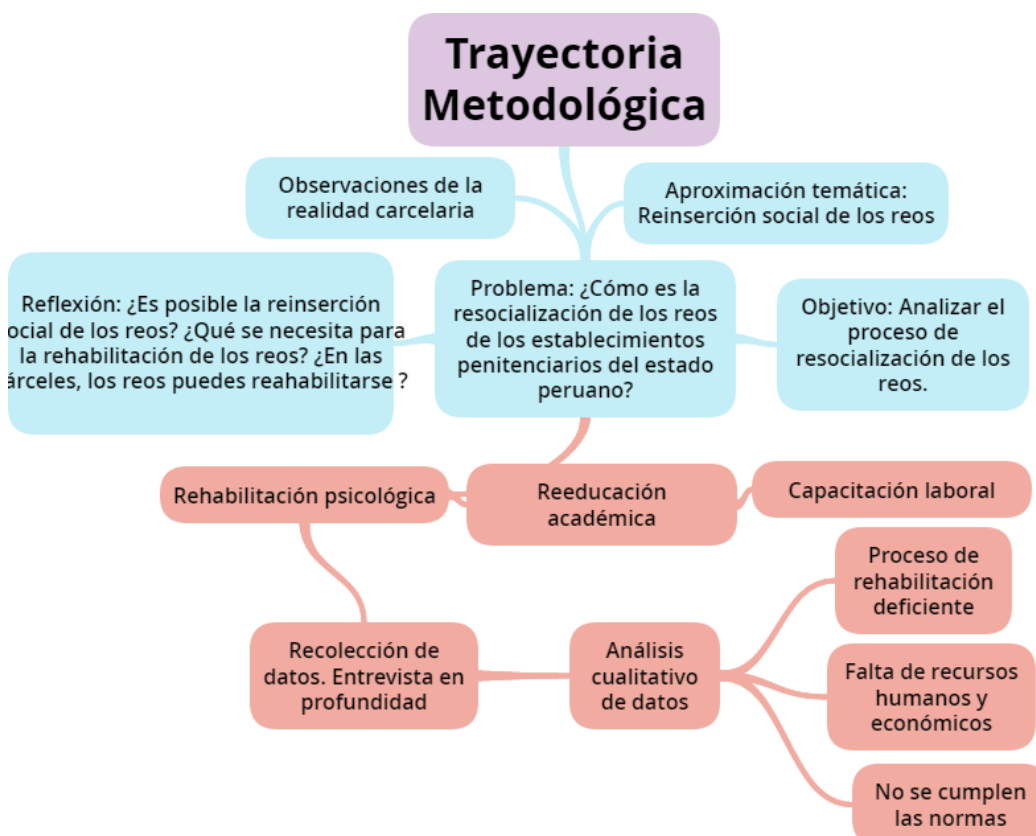 Trayectoria
Metodológica
Observaciones de la
realidad carcelaria
Aproximación temática:
Reinserción social de los reos
Reflexión: ¿Es posible la reinserción
ocial de los reos? ¿Qué se necesita para
la rehabilitación de los reos? ¿En las
árceles, los reos puedes reahabilitarse ?
Problema: ¿Cómo es la
resocialización de los reos
de los establecimientos
penitenciarios del estado
peruano?
Objetivo: Analizar el
proceso de
resocialización de los
reos.
Rehabilitación psicológica
Reeducación
académica
Capacitación laboral
Recolección de
datos. Entrevista en
profundidad
Análisis
cualitativo
de datos
Proceso de
rehabilitación
deficiente
Falta de recursos
humanos y
económicos
No se cumplen
las normas